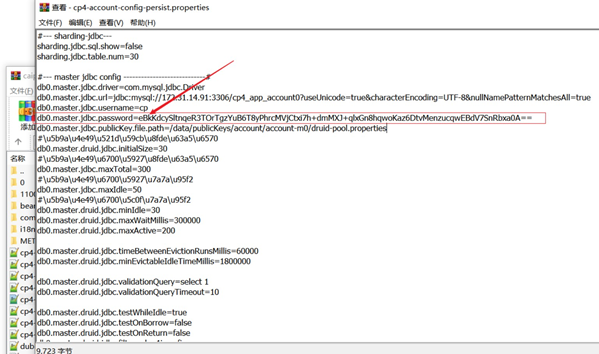 查看 - cp4-account-config-persist.properties
文件(F) 编辑(E) 查看(V) 帮助(H)
#--- sharding-jdbc---
sharding.jdbc.sql.show=false
sharding.jdbc.table.num=30
#--- master jdbc config ----------------------------#
db0.master.jdbc.driver=com.mysql.jdbc.Driver
db0.master.jdbc.url=jdbc:mysql://172.31.14.91:3306/cp4_app_account0?useUnicode=true&characterEncoding=UTF-8&nullNamePatternMatchesAll=true
db0.master.jdbc.username=cp
db0.master.jdbc.password=eBkKdcySltnqeR3TOrTgzYuB6T8yPhrcMVjCtxi7h+dmMXJ+qlxGn8hqwoKaz6DtvMenzucqwEBdV7SnRbxa0A==
db0.master.jdbc.publicKey.file.path=/data/publicKeys/account/account-m0/druid-pool.properties
#\u5b9a\u4e49\u521d\u59cb\u8fde\u63a5\u6570
db0.master.druid.jdbc.initialSize=30
#\u5b9a\u4e49\u6700\u5927\u8fde\u63a5\u6570
db0.master.jdbc.maxTotal=300
#\u5b9a\u4e49\u6700\u5927\u7a7a\u95f2
db0.master.jdbc.maxIdle=50
#\u5b9a\u4e49\u6700\u5c0f\u7a7a\u95f2
db0.master.druid.jdbc.minIdle=30
db0.master.druid.jdbc.maxWaitMillis=300000
db0.master.druid.jdbc.maxActive=200
db0.master.druid.jdbc.timeBetweenEvictionRunsMillis=60000
db0.master.druid.jdbc.minEvictableIdleTimeMillis=1800000
db0.master.druid.jdbc.validationQuery=select 1
db0.master.druid.jdbc.validationQueryTimeout=10
db0.master.druid.jdbc.testWhileIdle=true
db0.master.druid.jdbc.testOnBorrow=false
db0.master.druid.jdbc.testOnReturn=false
9,723 字节
文件(F)
添加
名称
..
0
1100
bear
com
i18n
MET
cp4-
cp4-
cp4-
cp4-
cp4-
cp4-
dub